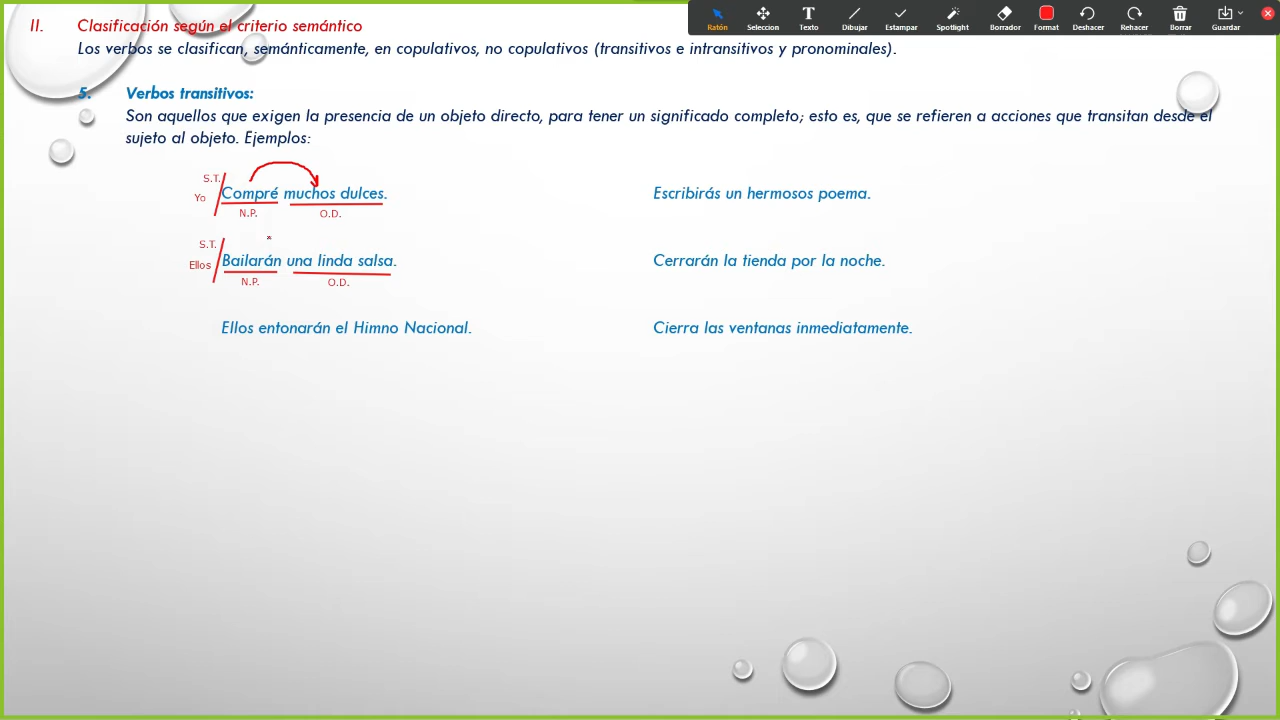 Ratón Seleccion Texto Dibujar Estampar Spotlight Borrador Format Deshacer Rehacer Borrar Guardar
II. Clasificación según el criterio semántico
Los verbos se clasifican, semánticamente, en copulativos, no copulativos (transitivos e intransitivos y pronominales).
5. Verbos transitivos:
Son aquellos que exigen la presencia de un objeto directo, para tener un significado completo; esto es, que se refieren a acciones que transitan desde el
sujeto al objeto. Ejemplos:
S.T.
Yo Compré muchos dulces.
N.P. O.D.
S.T.
Ellos Bailarán una linda salsa.
N.P. O.D.
Ellos entonarán el Himno Nacional.
Escribirás un hermosos poema.
Cerrarán la tienda por la noche.
Cierra las ventanas inmediatamente.